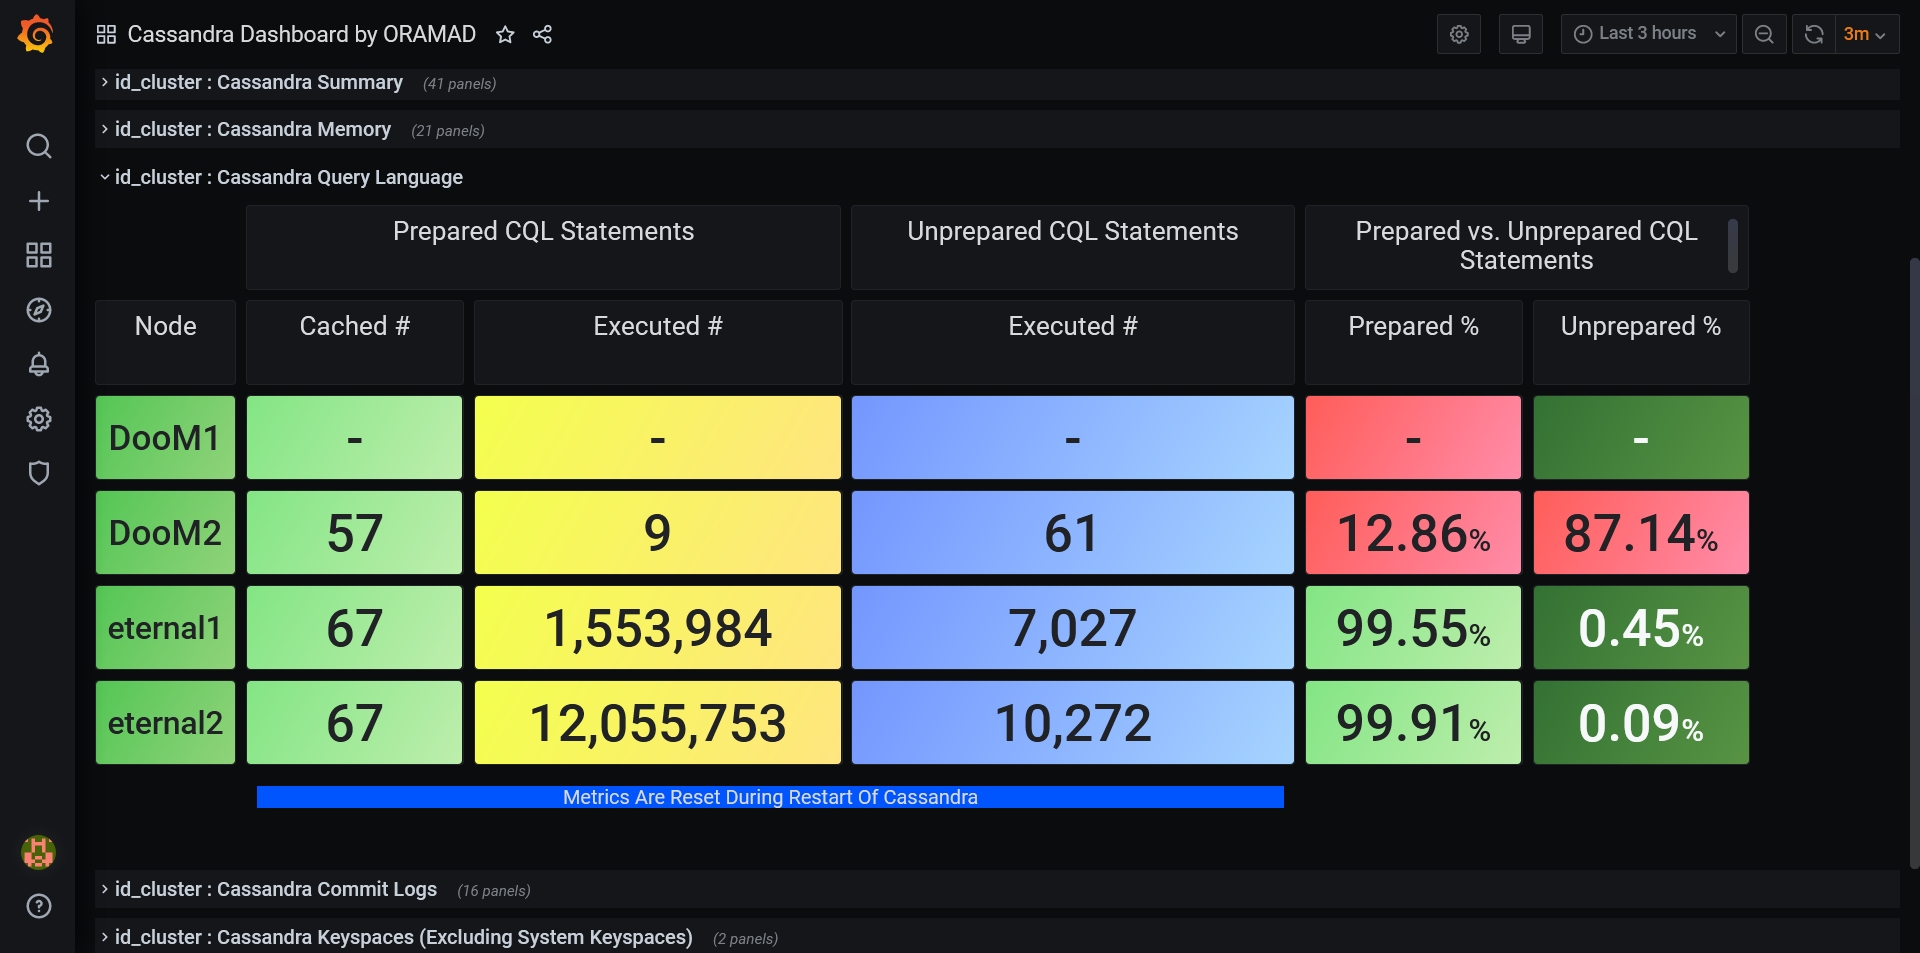 Cassandra Dashboard by ORAMAD
Last 3 hours
3m
id_cluster : Cassandra Summary (41 panels)
id_cluster : Cassandra Memory (21 panels)
id_cluster : Cassandra Query Language
Prepared CQL Statements
Unprepared CQL Statements
Prepared vs. Unprepared CQL
Statements
Node Cached # Executed # Executed # Prepared % Unprepared %
DooM1 - - - - -
DooM2 57 9 61 12.86% 87.14%
eternal1 67 1,553,984 7,027 99.55% 0.45%
eternal2 67 12,055,753 10,272 99.91% 0.09%
Metrics Are Reset During Restart Of Cassandra
id_cluster : Cassandra Commit Logs (16 panels)
id_cluster : Cassandra Keyspaces (Excluding System Keyspaces) (2 panels)